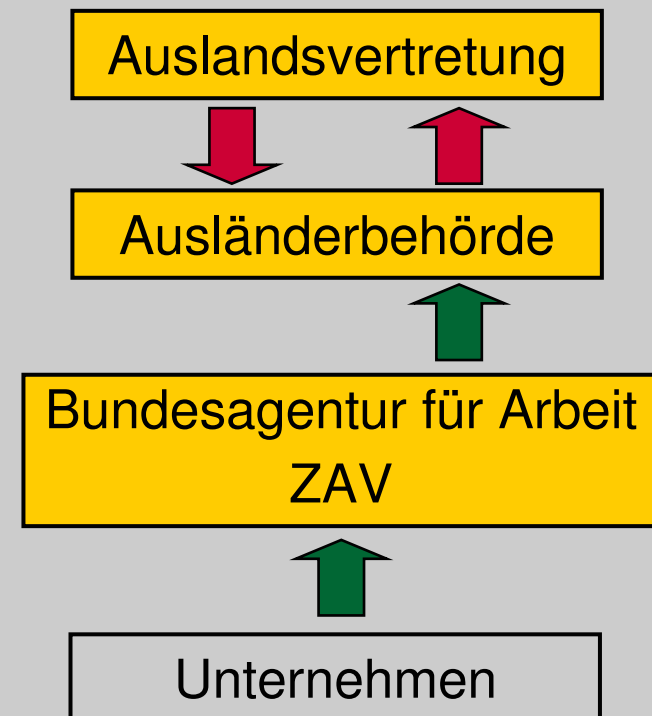 Auslandsvertretung
Ausländerbehörde
Bundesagentur für Arbeit
ZAV
Unternehmen